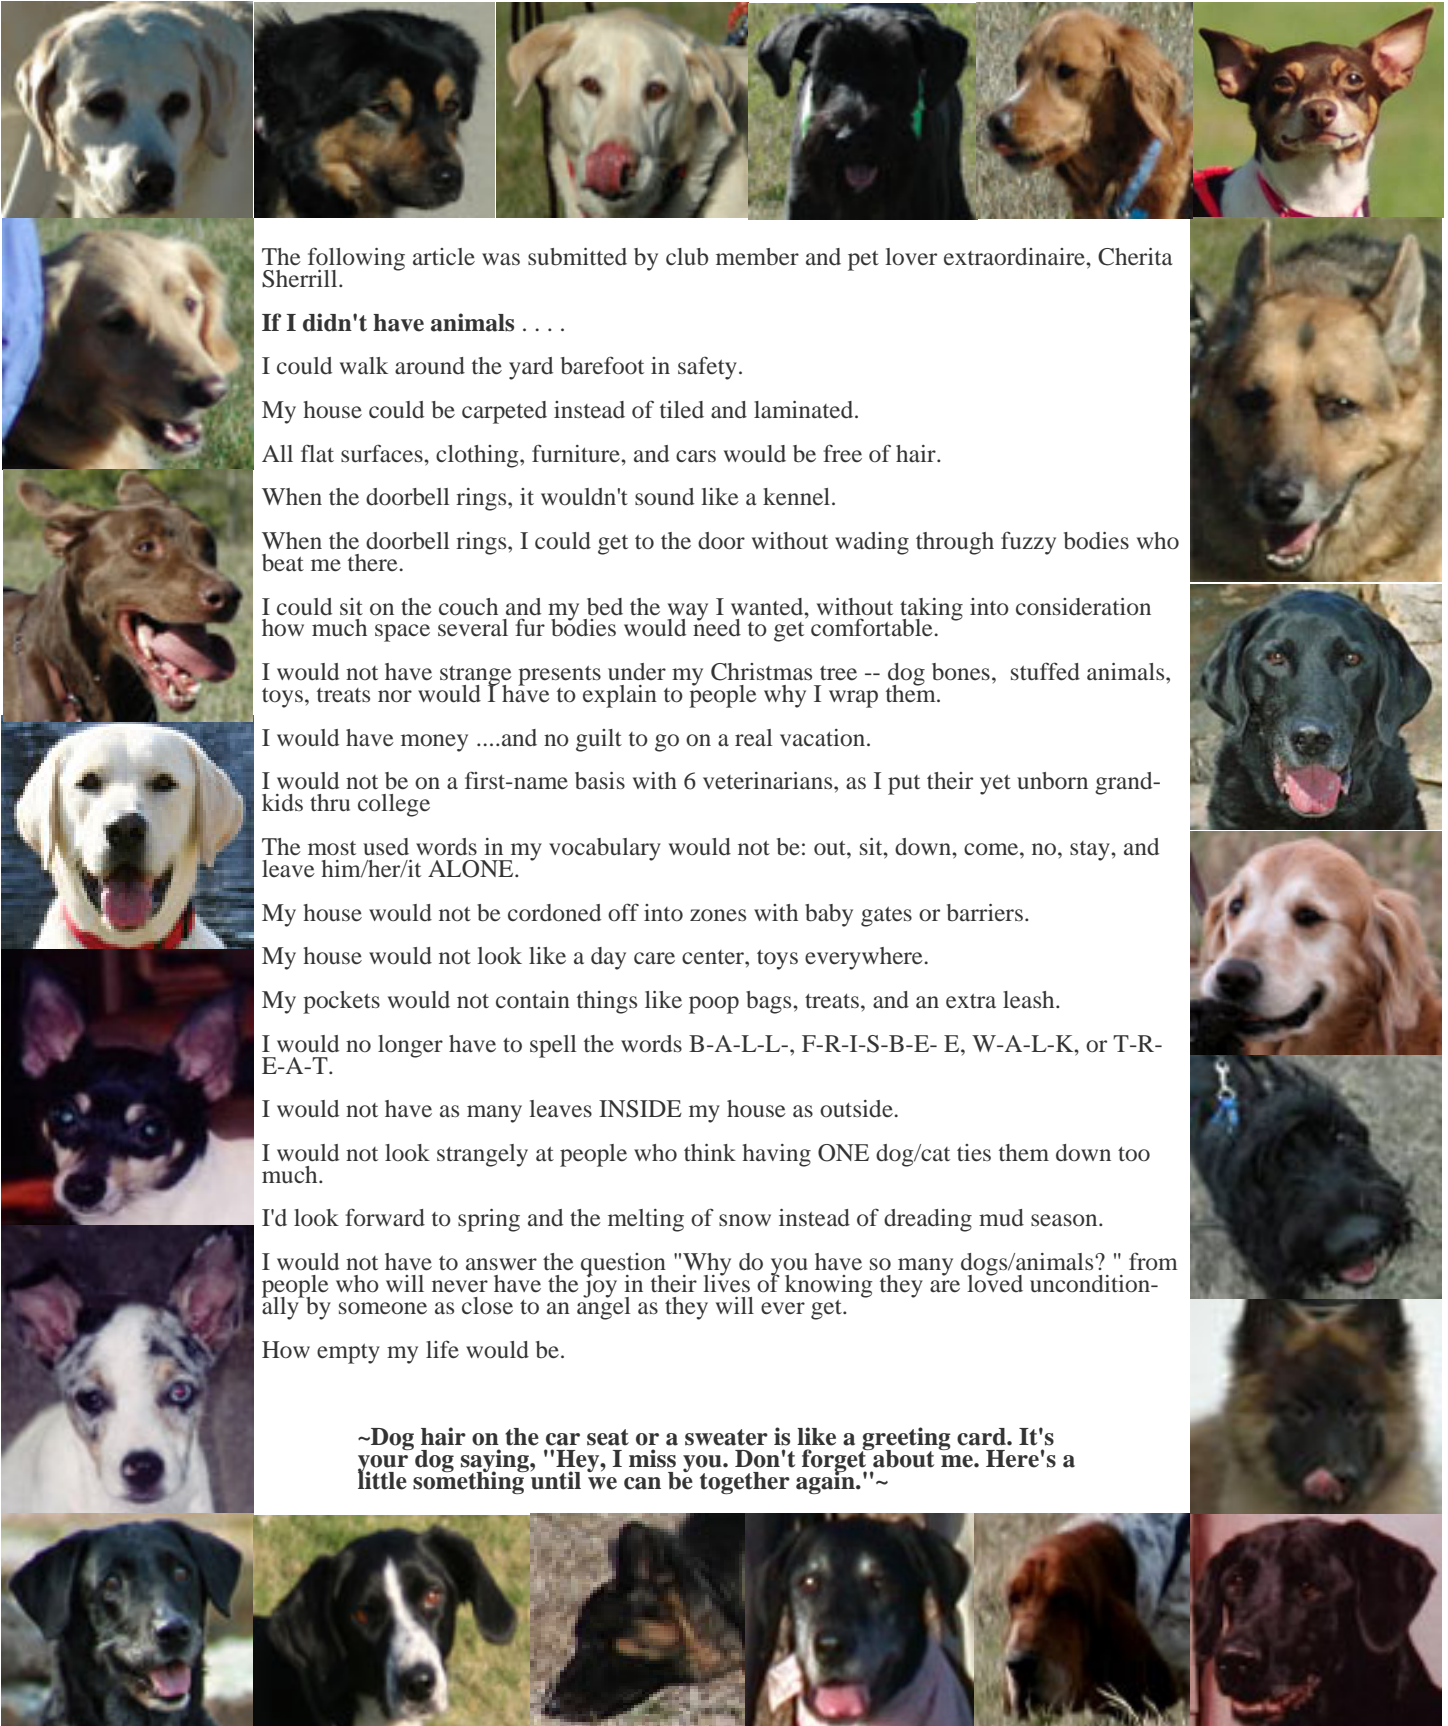 The following article was submitted by club member and pet lover extraordinaire, Cherita
Sherrill.
If I didn't have animals . . . .
I could walk around the yard barefoot in safety.
My house could be carpeted instead of tiled and laminated.
All flat surfaces, clothing, furniture, and cars would be free of hair.
When the doorbell rings, it wouldn't sound like a kennel.
When the doorbell rings, I could get to the door without wading through fuzzy bodies who
beat me there.
I could sit on the couch and my bed the way I wanted, without taking into consideration
how much space several fur bodies would need to get comfortable.
I would not have strange presents under my Christmas tree -- dog bones,  stuffed animals,
toys, treats nor would I have to explain to people why I wrap them.
I would have money ....and no guilt to go on a real vacation.
I would not be on a first-name basis with 6 veterinarians, as I put their yet unborn grand-
kids thru college
The most used words in my vocabulary would not be: out, sit, down, come, no, stay, and
leave him/her/it ALONE.
My house would not be cordoned off into zones with baby gates or barriers.
My house would not look like a day care center, toys everywhere.
My pockets would not contain things like poop bags, treats, and an extra leash.
I would no longer have to spell the words B-A-L-L-, F-R-I-S-B-E- E, W-A-L-K, or T-R-
E-A-T.
I would not have as many leaves INSIDE my house as outside.
I would not look strangely at people who think having ONE dog/cat ties them down too
much.
I'd look forward to spring and the melting of snow instead of dreading mud season.
I would not have to answer the question "Why do you have so many dogs/animals? " from
people who will never have the joy in their lives of knowing they are loved uncondition-
ally by someone as close to an angel as they will ever get.
How empty my life would be.
~Dog hair on the car seat or a sweater is like a greeting card. It's
your dog saying, "Hey, I miss you. Don't forget about me. Here's a
little something until we can be together again."~